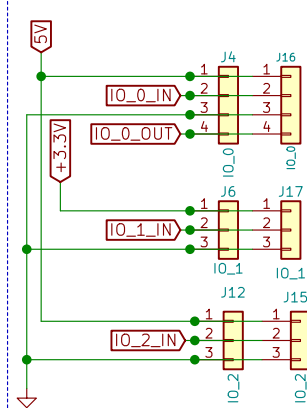 5V
J4
J16
1
1
IO_0_IN
2
2
3
3
IO_0_OUT
4
4
IO_0
IO_0
+3.3V
J6
J17
1
1
IO_1_IN
2
2
3
3
IO_1
IO_1
J12
J15
1
1
IO_2_IN
2
2
3
3
IO_2
IO_2